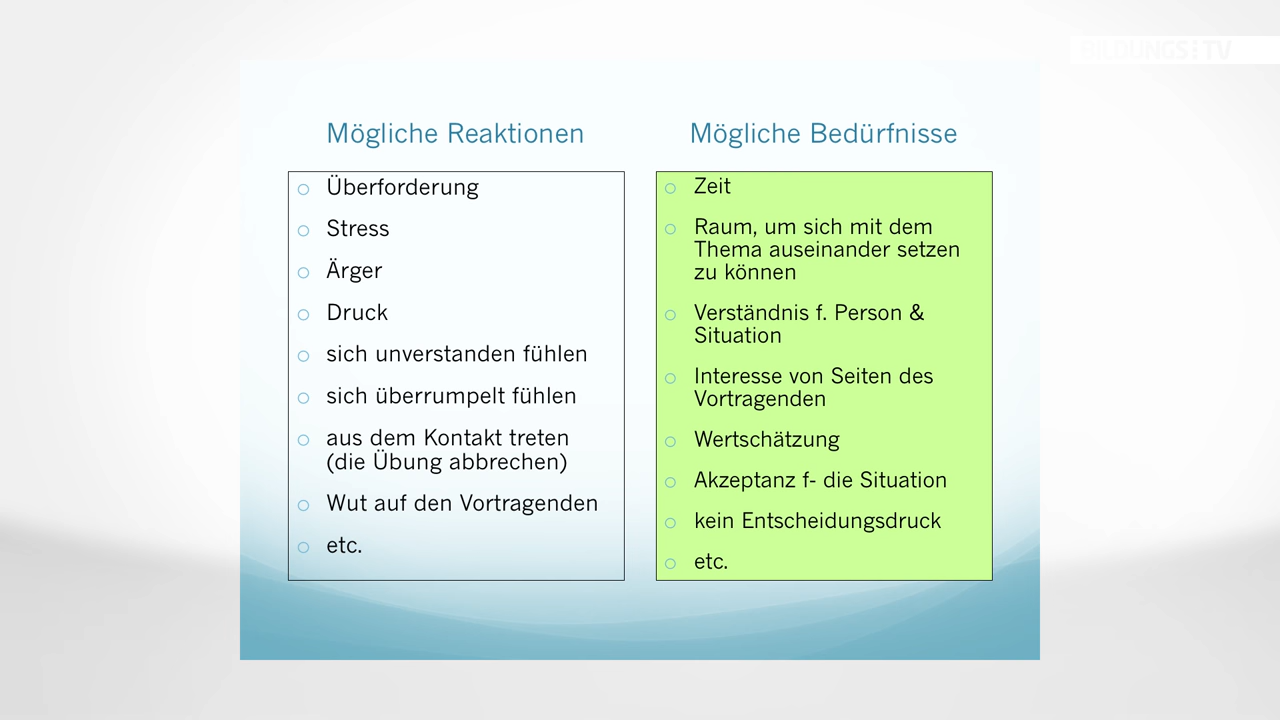 BILDUNGS TV
Mögliche Reaktionen
Überforderung
Stress
Ärger
Druck
sich unverstanden fühlen
sich überrumpelt fühlen
aus dem Kontakt treten
(die Übung abbrechen)
Wut auf den Vortragenden
etc.
Mögliche Bedürfnisse
Zeit
Raum, um sich mit dem
Thema auseinander setzen
zu können
Verständnis f. Person &
Situation
Interesse von Seiten des
Vortragenden
Wertschätzung
Akzeptanz f- die Situation
kein Entscheidungsdruck
etc.